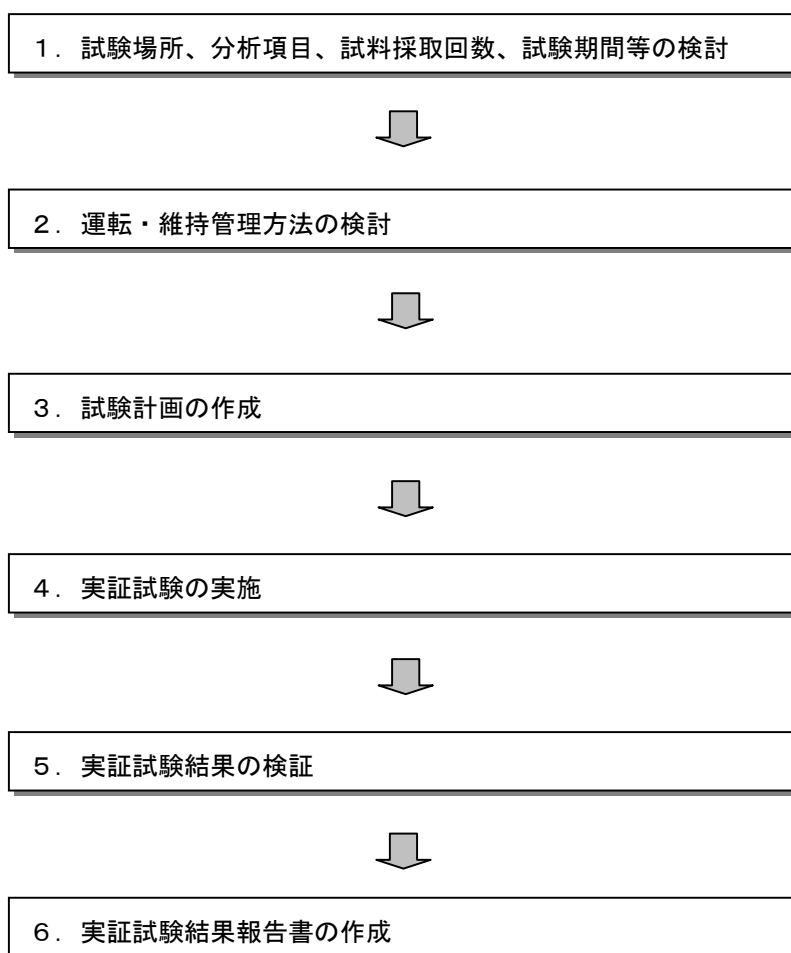 １．試験場所、分析項目、試料採取回数、試験期間等の検討
２．運転・維持管理方法の検討
３．試験計画の作成
４．実証試験の実施
５．実証試験結果の検証
６．実証試験結果報告書の作成